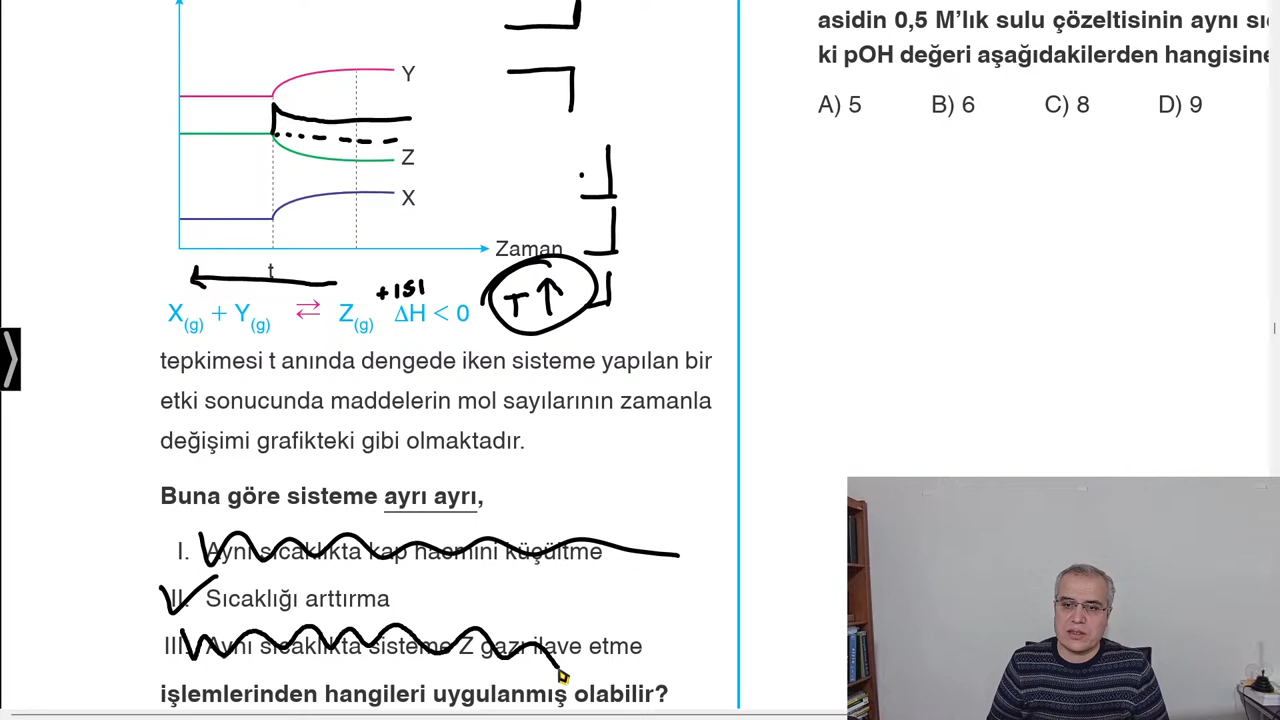 Y
Z
X
Zaman
t
+ ISI
T ↑
X(g) + Y(g) ⇄ Z(g) ΔH < 0
tepkimesi t anında dengede iken sisteme yapılan bir
etki sonucunda maddelerin mol sayılarının zamanla
değişimi grafikteki gibi olmaktadır.
Buna göre sisteme ayrı ayrı,
I. Aynı sıcaklıkta kap hacmini küçültme
II. Sıcaklığı arttırma
III. Aynı sıcaklıkta sisteme Z gazı ilave etme
işlemlerinden hangileri uygulanmış olabilir?
asidin 0,5 M’lık sulu çözeltisinin aynı
ki pOH değeri aşağıdakilerden hangisine
A) 5 B) 6 C) 8 D) 9